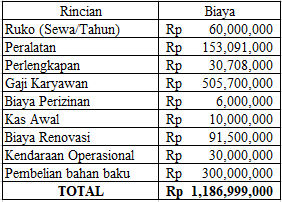 Rincian Biaya
Ruko (Sewa/Tahun) Rp 60,000,000
Peralatan Rp 153,091,000
Perlengkapan Rp 30,708,000
Gaji Karyawan Rp 505,700,000
Biaya Perizinan Rp 6,000,000
Kas Awal Rp 10,000,000
Biaya Renovasi Rp 91,500,000
Kendaraan Operasional Rp 30,000,000
Pembelian bahan baku Rp 300,000,000
TOTAL Rp 1,186,999,000